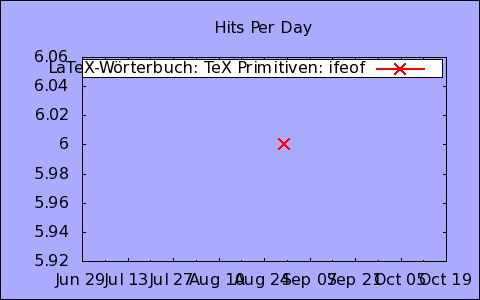 Hits Per Day
6.06
LaTeX-Wörterbuch: TeX Primitiven: ifeof
6.04
6.02
6
5.98
5.96
5.94
5.92
Jun 29 Jul 13 Jul 27 Aug 10 Aug 24 Sep 07 Sep 21 Oct 05 Oct 19